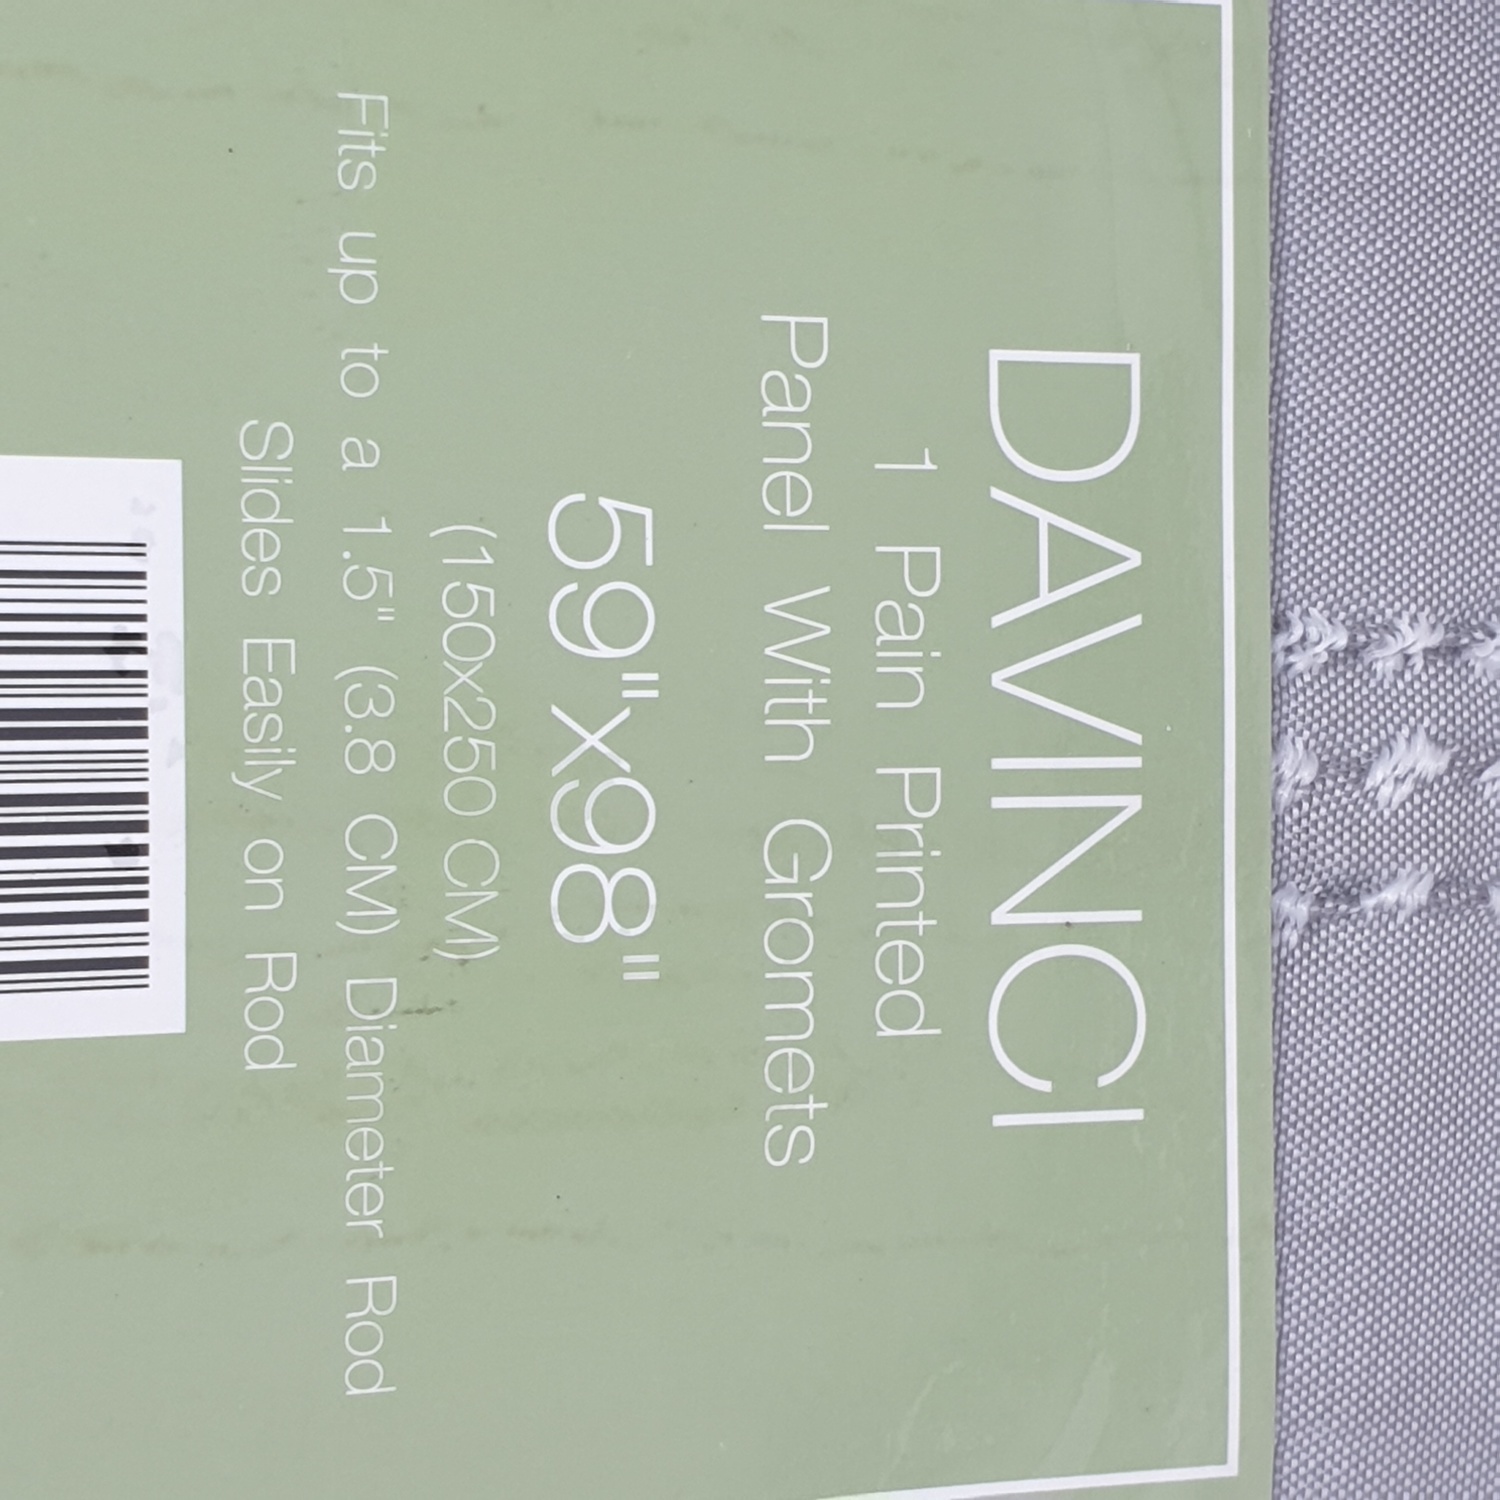 DAVINCI
1 Pain Printed
Panel With Gromets
59"x98"
(150x250 CM)
Fits up to a 1.5" (3.8 CM) Diameter Rod
Slides Easily on Rod